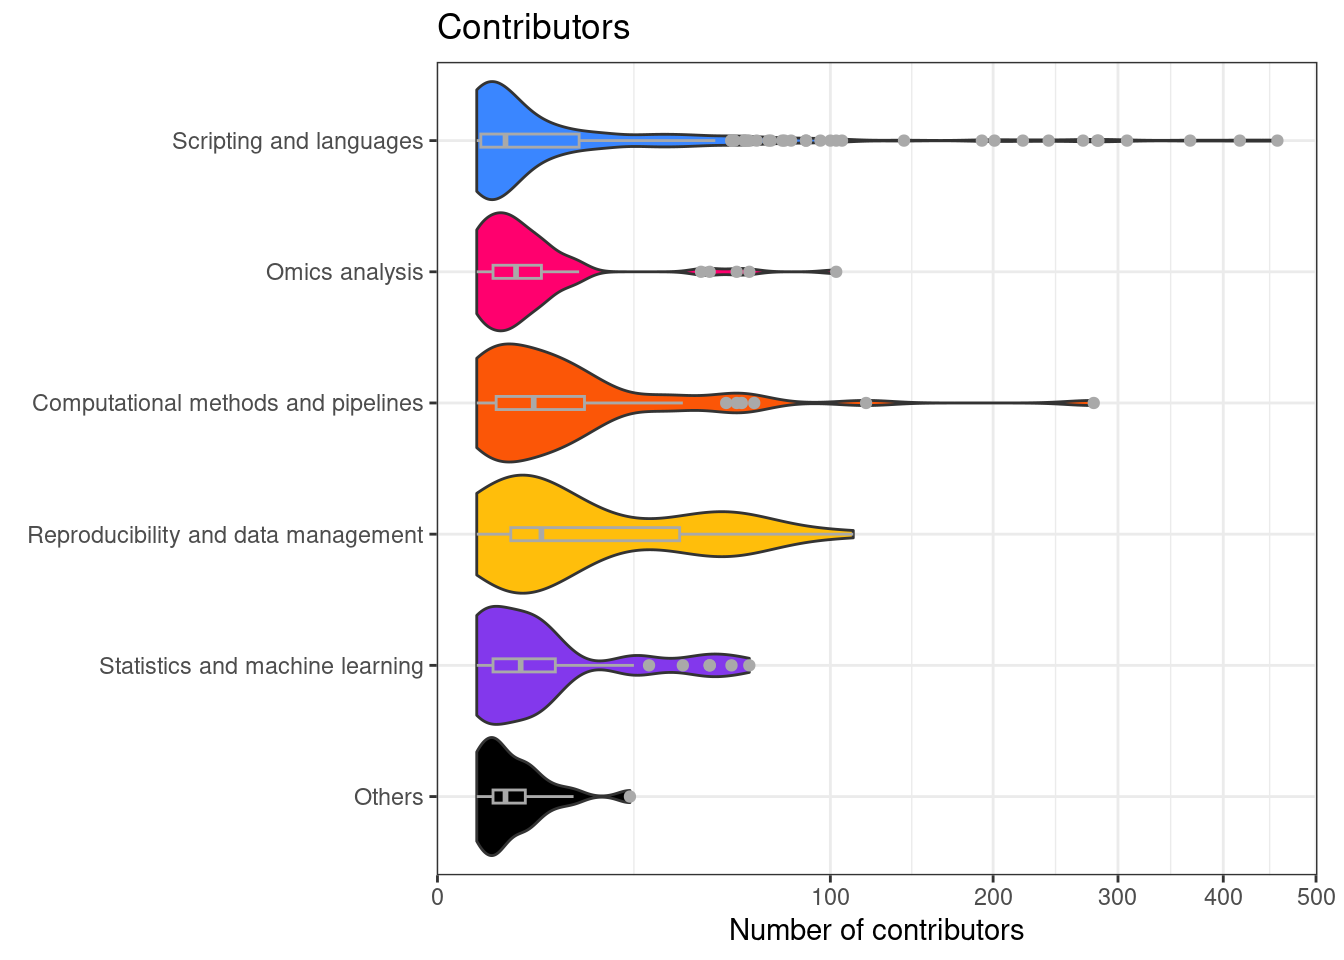 Contributors
Scripting and languages
Omics analysis
Computational methods and pipelines
Reproducibility and data management
Statistics and machine learning
Others
0 100 200 300 400 500
Number of contributors